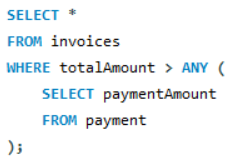 SELECT *
FROM invoices
WHERE totalAmount > ANY (
    SELECT paymentAmount
    FROM payment
);